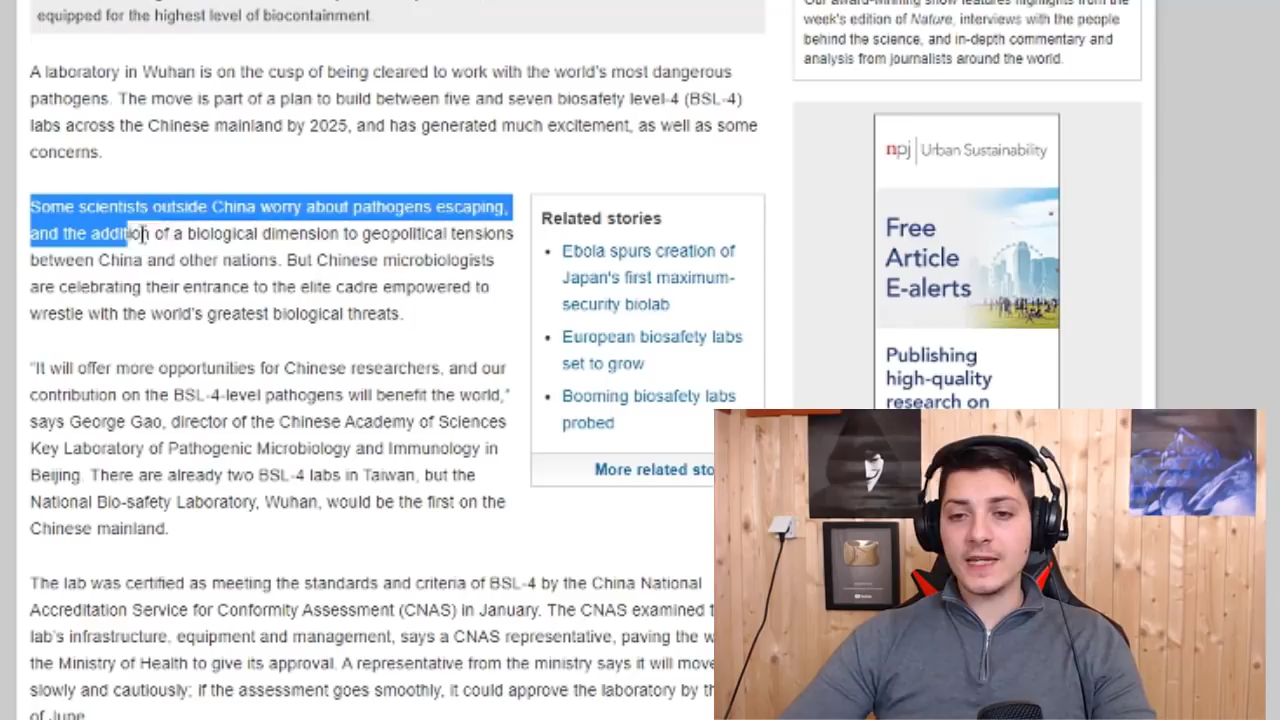 equipped for the highest level of biocontainment.
A laboratory in Wuhan is on the cusp of being cleared to work with the world's most dangerous
pathogens. The move is part of a plan to build between five and seven biosafety level-4 (BSL-4)
labs across the Chinese mainland by 2025, and has generated much excitement, as well as some
concerns.
Some scientists outside China worry about pathogens escaping,
and the addition of a biological dimension to geopolitical tensions
between China and other nations. But Chinese microbiologists
are celebrating their entrance to the elite cadre empowered to
wrestle with the world's greatest biological threats.
"It will offer more opportunities for Chinese researchers, and our
contribution on the BSL-4-level pathogens will benefit the world,"
says George Gao, director of the Chinese Academy of Sciences
Key Laboratory of Pathogenic Microbiology and Immunology in
Beijing. There are already two BSL-4 labs in Taiwan, but the
National Bio-safety Laboratory, Wuhan, would be the first on the
Chinese mainland.
The lab was certified as meeting the standards and criteria of BSL-4 by the China National
Accreditation Service for Conformity Assessment (CNAS) in January. The CNAS examined t
lab's infrastructure, equipment and management, says a CNAS representative, paving the w
the Ministry of Health to give its approval. A representative from the ministry says it will move
slowly and cautiously; if the assessment goes smoothly, it could approve the laboratory by th
of June.
Related stories
• Ebola spurs creation of
Japan's first maximum-
security biolab
• European biosafety labs
set to grow
• Booming biosafety labs
probed
More related sto
Our award-winning show features highlights from the
week's edition of Nature, interviews with the people
behind the science, and in-depth commentary and
analysis from journalists around the world.
npj | Urban Sustainability
Free
Article
E-alerts
Publishing
high-quality
research on